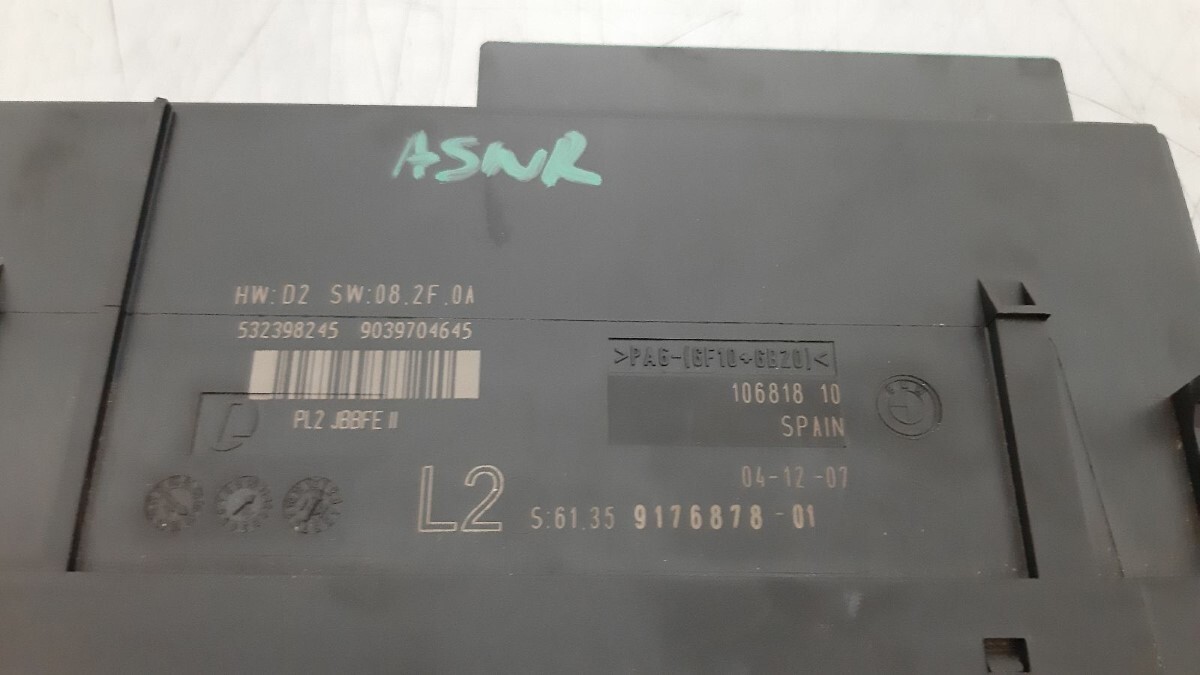 ASNR
HW:D2 SW:08.2F.0A
532398245 9039704645
>PA6-(GF10+GB20)<
106818 10
PL2 JBBFE II
SPAIN
04-12-07
L2 S:61.35 9176878-01